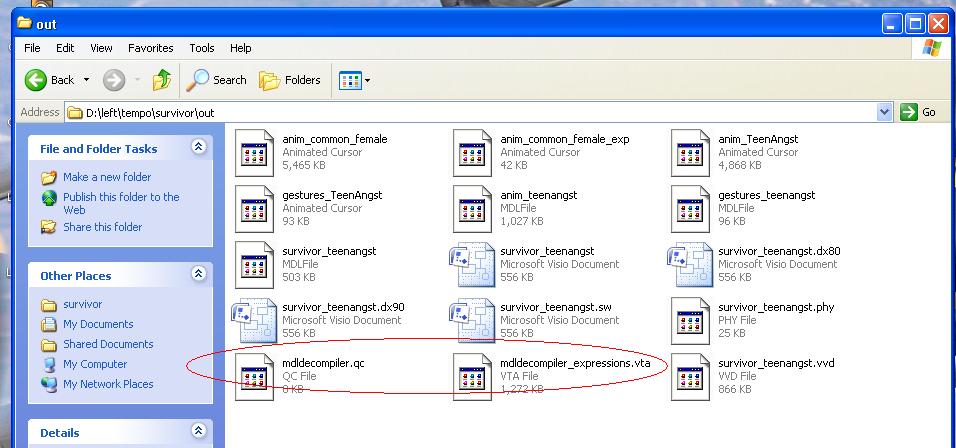 out
File Edit View Favorites Tools Help
Back Search Folders
Address D:\left\tempo\survivor\out Go
File and Folder Tasks
Make a new folder
Publish this folder to the
Web
Share this folder
Other Places
survivor
My Documents
Shared Documents
My Computer
My Network Places
Details
anim_common_female
Animated Cursor
5,465 KB
anim_common_female_exp
Animated Cursor
42 KB
anim_TeenAngst
Animated Cursor
4,868 KB
gestures_TeenAngst
Animated Cursor
93 KB
anim_teenangst
MDLFile
1,027 KB
gestures_teenangst
MDLFile
96 KB
survivor_teenangst
MDLFile
503 KB
survivor_teenangst
Microsoft Visio Document
556 KB
survivor_teenangst.dx80
Microsoft Visio Document
556 KB
survivor_teenangst.dx90
Microsoft Visio Document
556 KB
survivor_teenangst.sw
Microsoft Visio Document
556 KB
survivor_teenangst.phy
PHY File
25 KB
mdldecompiler.qc
QC File
8 KB
mdldecompiler_expressions.vta
VTA File
1,272 KB
survivor_teenangst.vvd
VVD File
866 KB